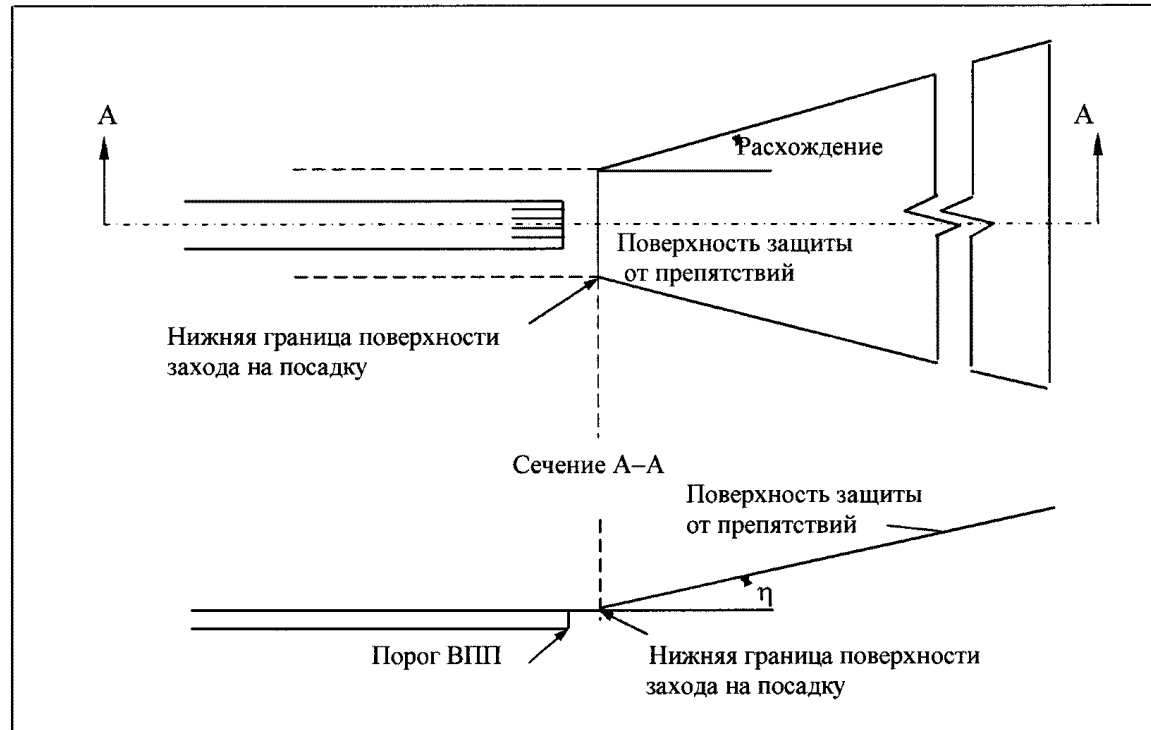 А
А
Расхождение
Поверхность защиты
от препятствий
Нижняя граница поверхности
захода на посадку
Сечение А–А
Поверхность защиты
от препятствий
η
Порог ВПП
Нижняя граница поверхности
захода на посадку